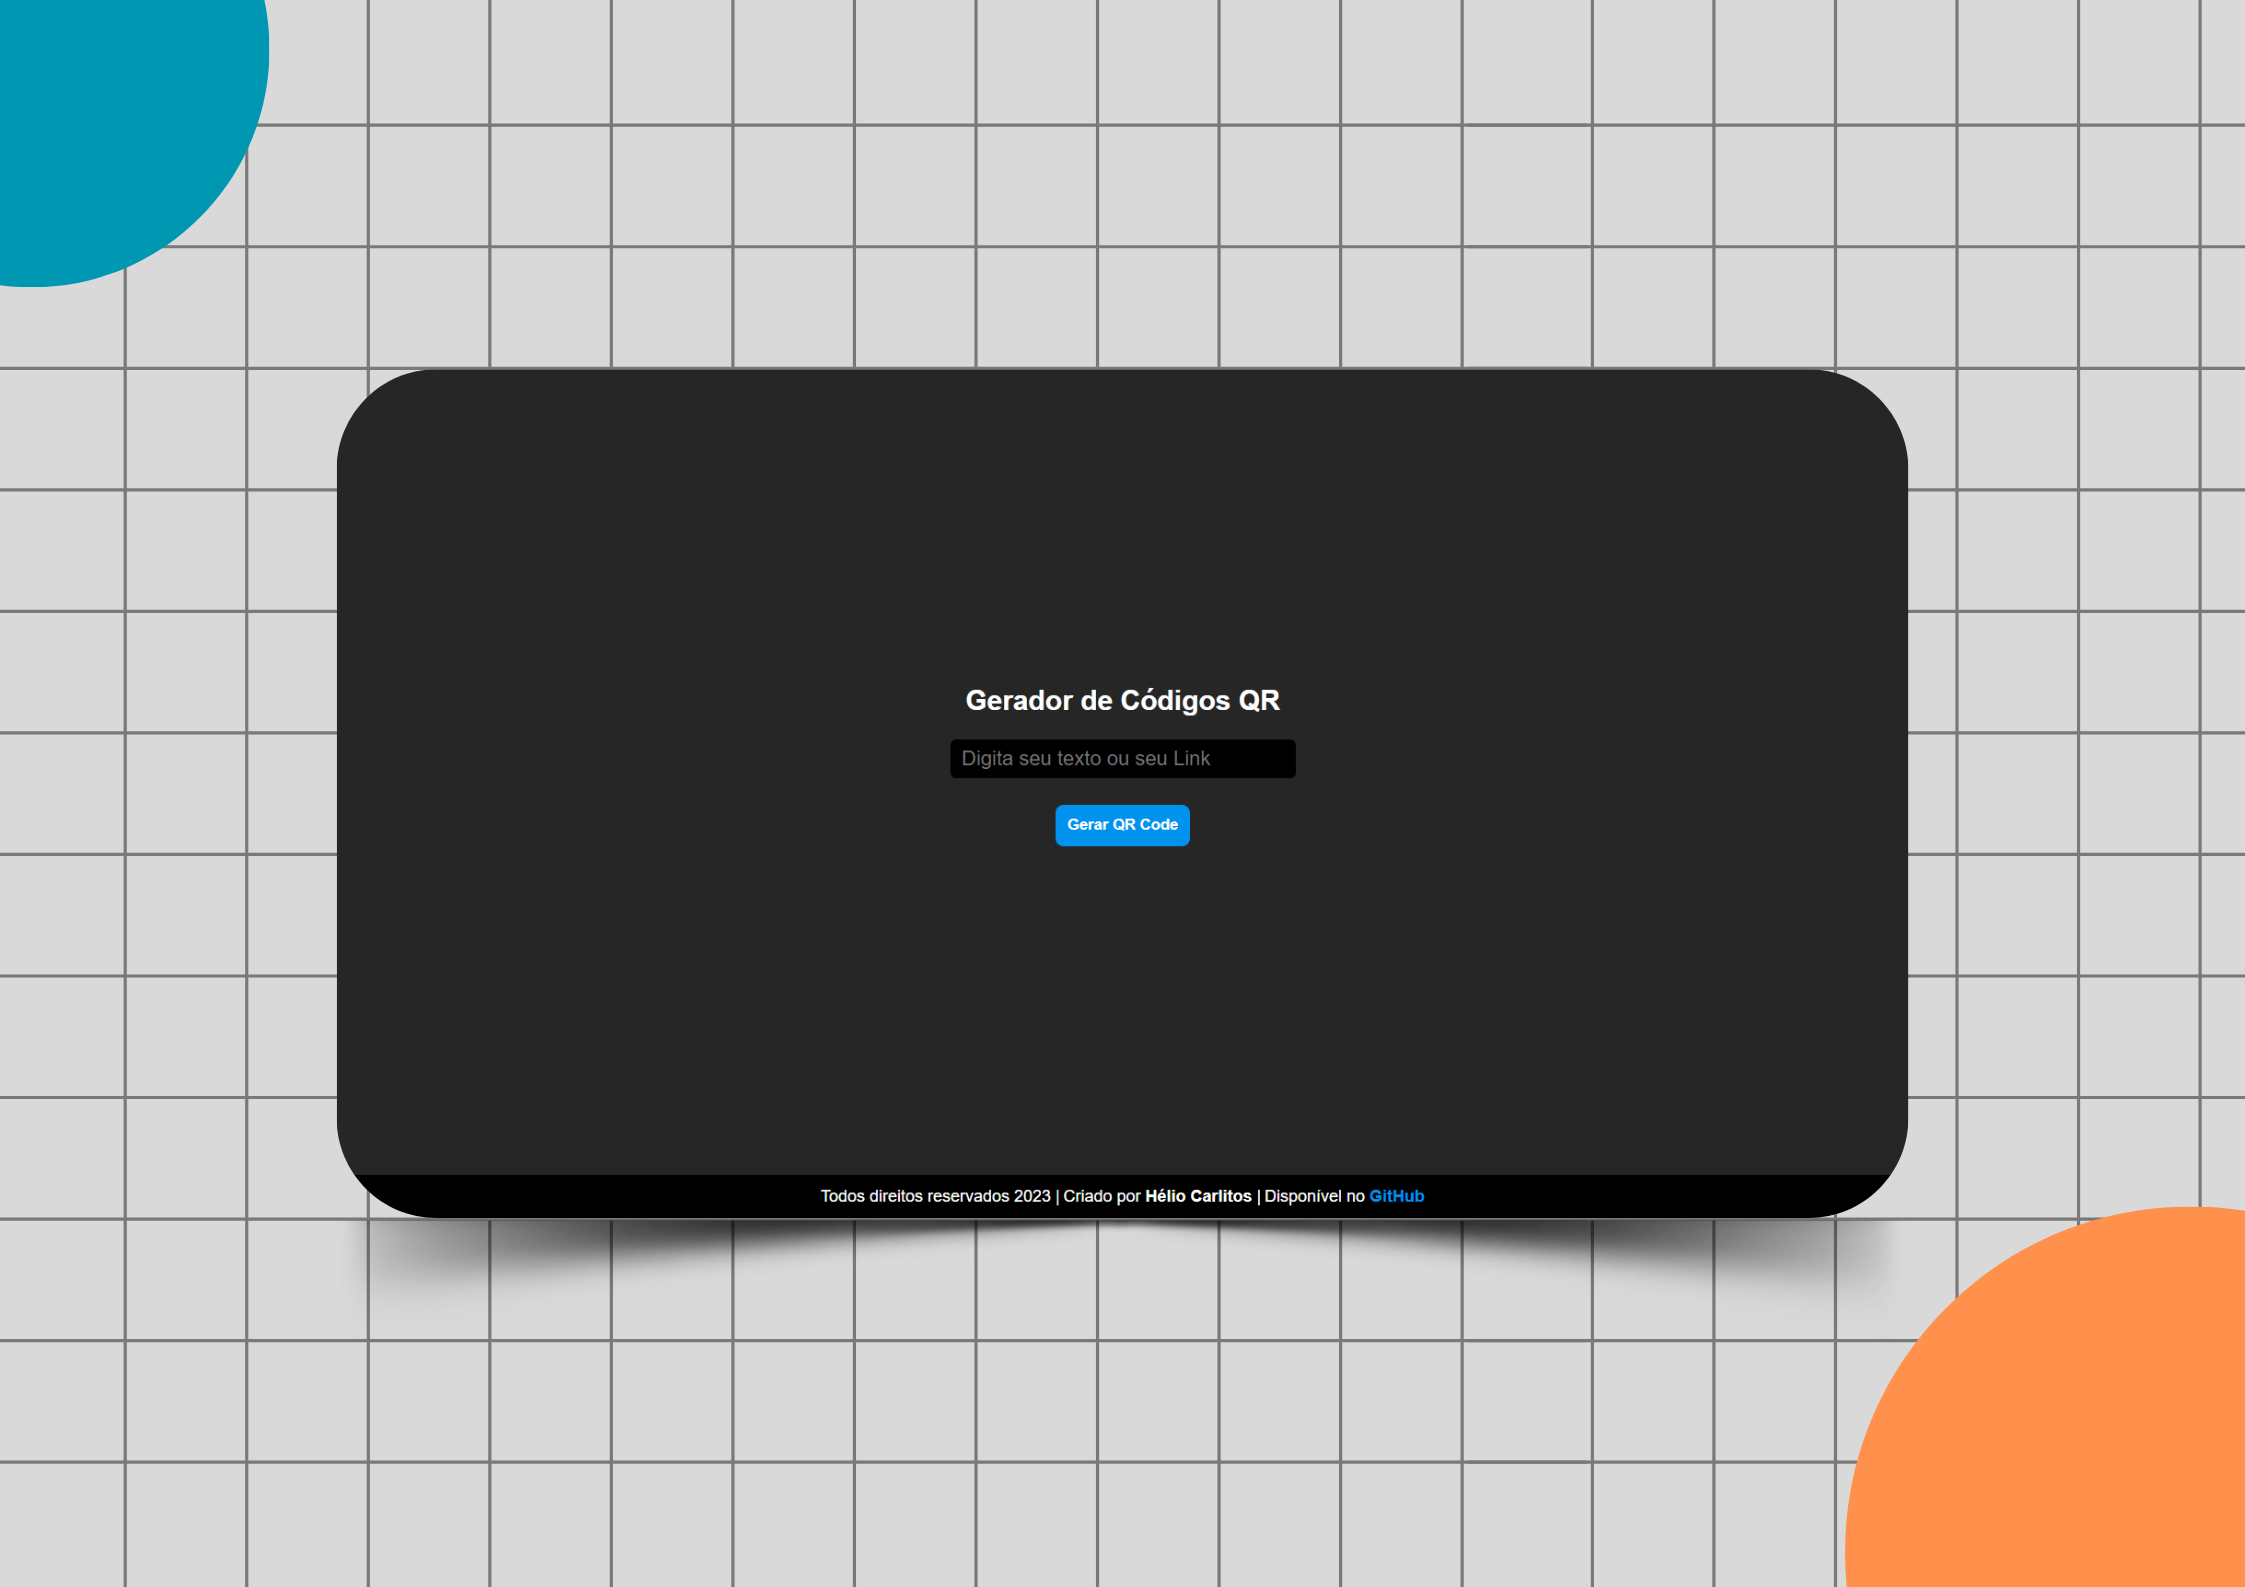 Gerador de Códigos QR
Digita seu texto ou seu Link
Gerar QR Code
Todos direitos reservados 2023 | Criado por Hélio Carlitos | Disponível no GitHub